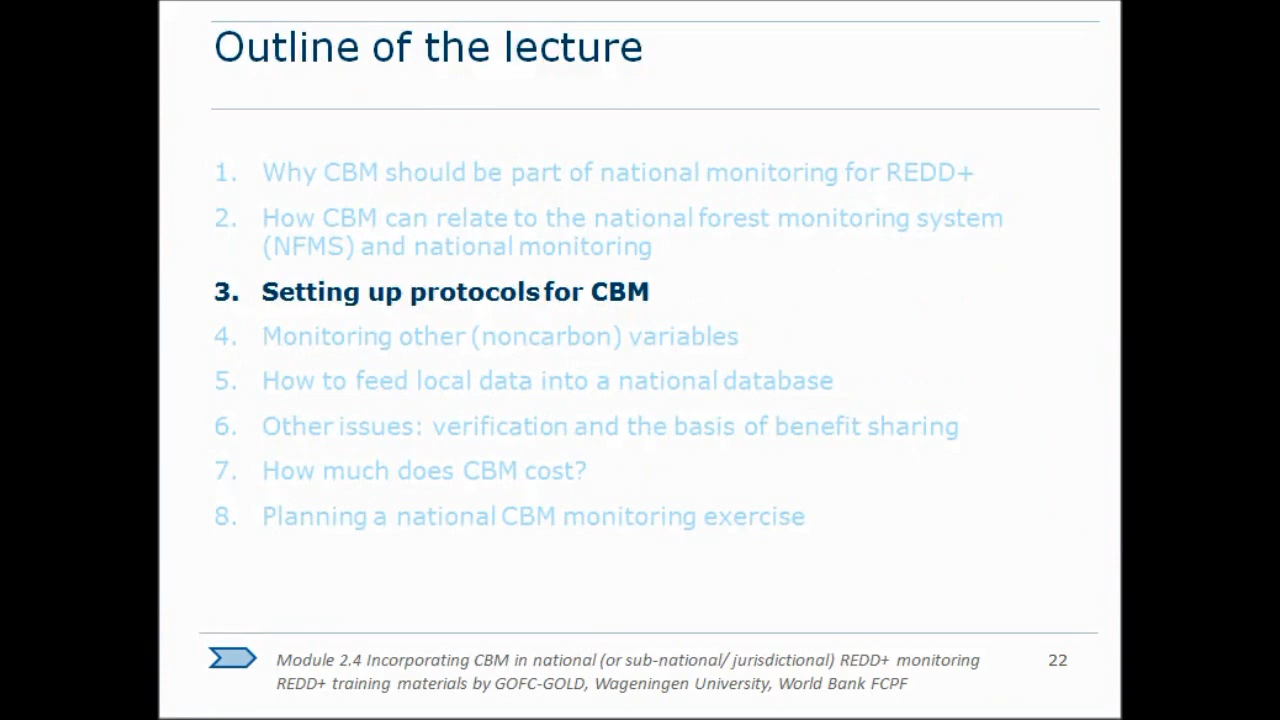 Outline of the lecture
1. Why CBM should be part of national monitoring for REDD+
2. How CBM can relate to the national forest monitoring system
(NFMS) and national monitoring
3. Setting up protocols for CBM
4. Monitoring other (noncarbon) variables
5. How to feed local data into a national database
6. Other issues: verification and the basis of benefit sharing
7. How much does CBM cost?
8. Planning a national CBM monitoring exercise
Module 2.4 Incorporating CBM in national (or sub-national/ jurisdictional) REDD+ monitoring
REDD+ training materials by GOFC-GOLD, Wageningen University, World Bank FCPF
22